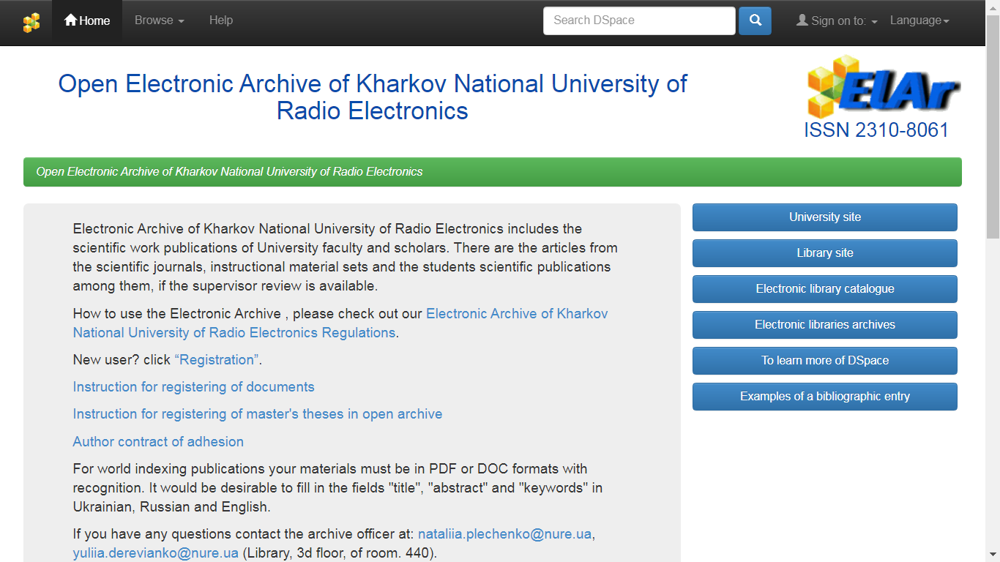 Home
Browse
Help
Search DSpace
Sign on to:
Language
Open Electronic Archive of Kharkov National University of
Radio Electronics
ElAr
ISSN 2310-8061
Open Electronic Archive of Kharkov National University of Radio Electronics
Electronic Archive of Kharkov National University of Radio Electronics includes the
scientific work publications of University faculty and scholars. There are the articles from
the scientific journals, instructional material sets and the students scientific publications
among them, if the supervisor review is available.
How to use the Electronic Archive , please check out our Electronic Archive of Kharkov
National University of Radio Electronics Regulations.
New user? click “Registration”.
Instruction for registering of documents
Instruction for registering of master's theses in open archive
Author contract of adhesion
For world indexing publications your materials must be in PDF or DOC formats with
recognition. It would be desirable to fill in the fields "title", "abstract" and "keywords" in
Ukrainian, Russian and English.
If you have any questions contact the archive officer at: nataliia.plechenko@nure.ua,
yuliia.derevianko@nure.ua (Library, 3d floor, of room. 440).
University site
Library site
Electronic library catalogue
Electronic libraries archives
To learn more of DSpace
Examples of a bibliographic entry